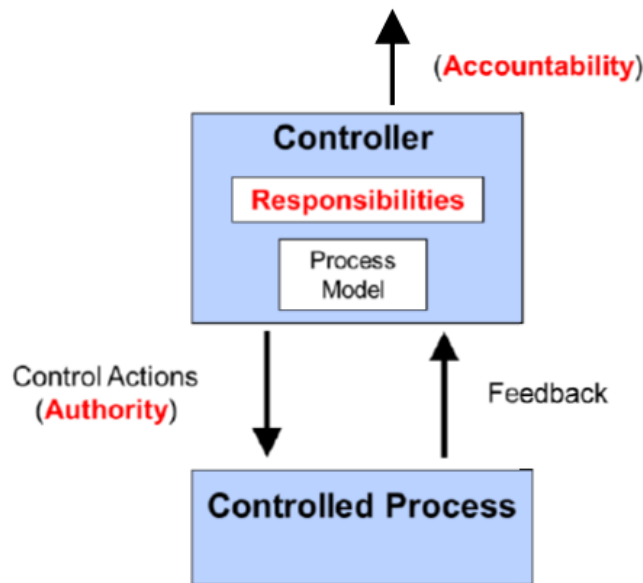 (Accountability)
Controller
Responsibilities
Process
Model
Control Actions
(Authority)
Feedback
Controlled Process